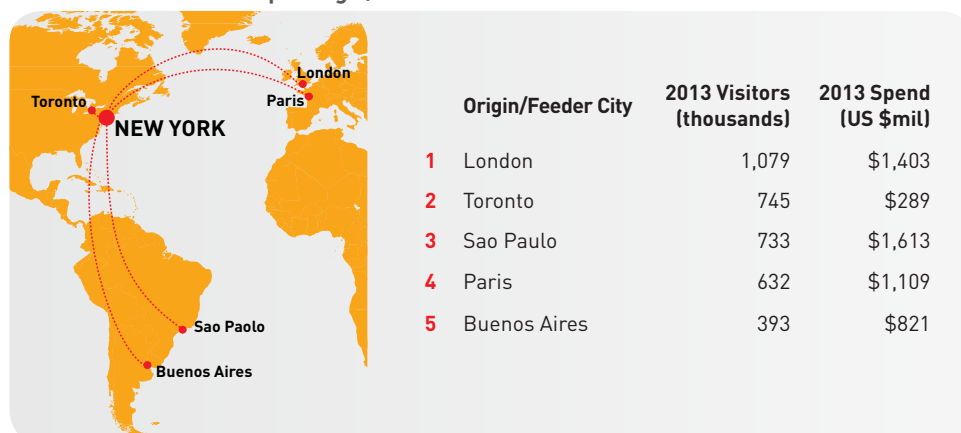 London
Toronto
Paris
NEW YORK
Sao Paolo
Buenos Aires
Origin/Feeder City 2013 Visitors (thousands) 2013 Spend (US $mil)
1 London 1,079 $1,403
2 Toronto 745 $289
3 Sao Paulo 733 $1,613
4 Paris 632 $1,109
5 Buenos Aires 393 $821